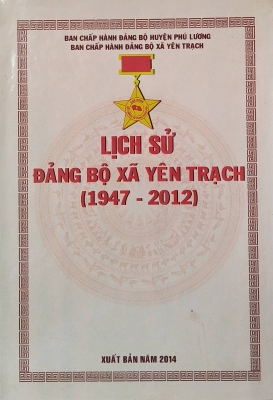 BAN CHẤP HÀNH ĐẢNG BỘ HUYỆN PHÚ LƯƠNG
BAN CHẤP HÀNH ĐẢNG BỘ XÃ YÊN TRẠCH
LỊCH SỬ
ĐẢNG BỘ XÃ YÊN TRẠCH
(1947 - 2012)
XUẤT BẢN NĂM 2014